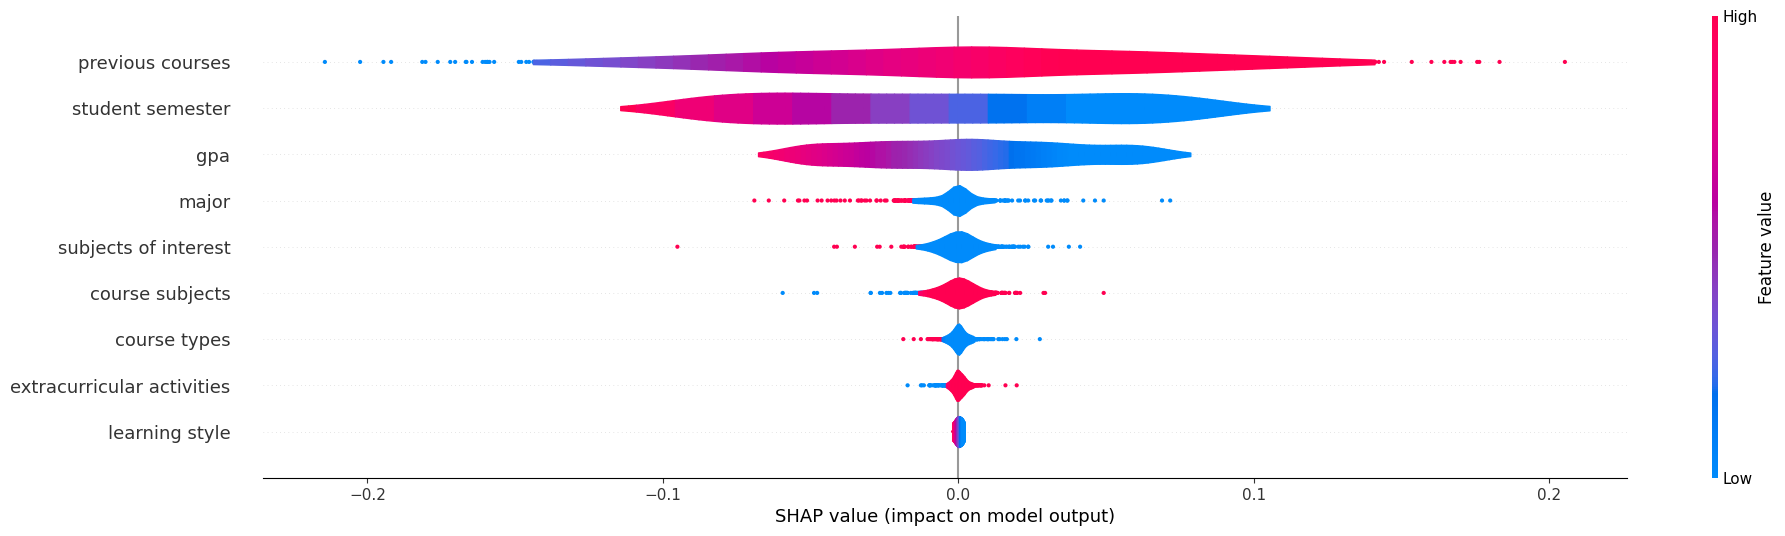 High
previous courses
student semester
gpa
major
subjects of interest
course subjects
course types
extracurricular activities
learning style
Feature value
Low
−0.2 −0.1 0.0 0.1 0.2
SHAP value (impact on model output)